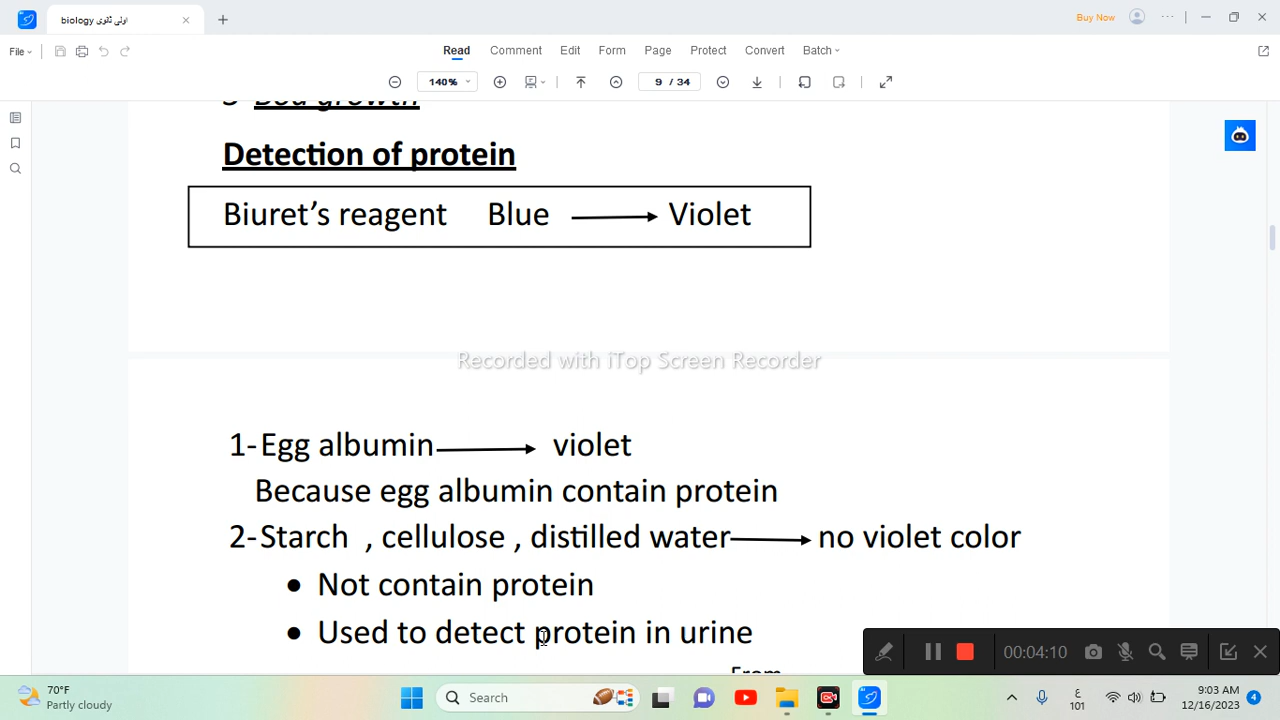 biology اولى ثانوى
Buy Now
File
Read Comment Edit Form Page Protect Convert Batch
140%
9 / 34
Detection of protein
Biuret’s reagent Blue Violet
Recorded with iTop Screen Recorder
1- Egg albumin violet
Because egg albumin contain protein
2- Starch , cellulose , distilled water no violet color
• Not contain protein
• Used to detect protein in urine
From
00:04:10
70°F
Partly cloudy
Search
ع
101
9:03 AM
12/16/2023
4